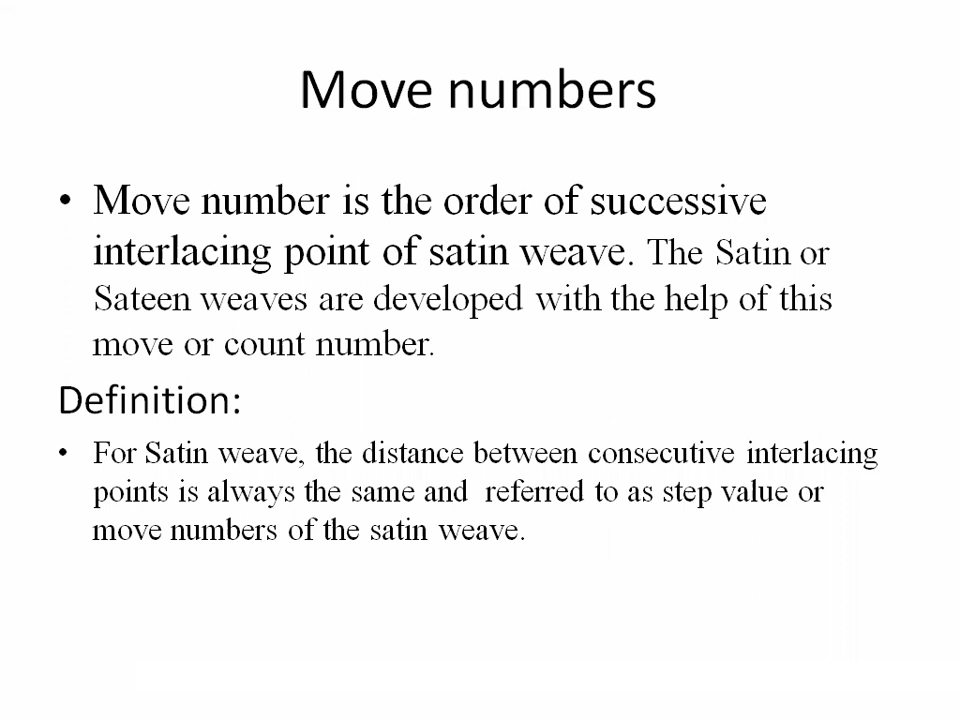 Move numbers
• Move number is the order of successive
interlacing point of satin weave. The Satin or
Sateen weaves are developed with the help of this
move or count number.
Definition:
• For Satin weave, the distance between consecutive interlacing
points is always the same and  referred to as step value or
move numbers of the satin weave.